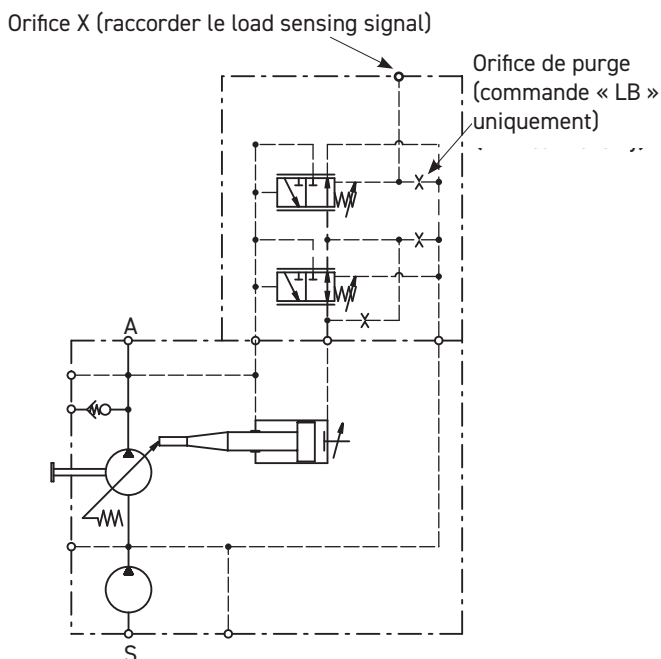 Orifice X (raccorder le load sensing signal)
Orifice de purge
(commande « LB »
uniquement)
A
S